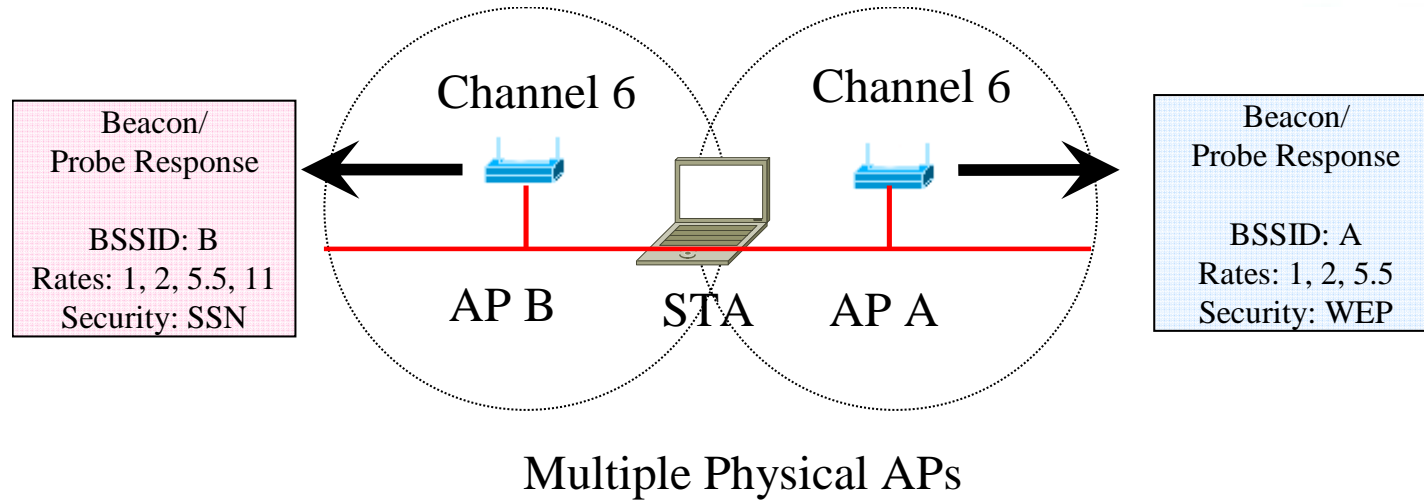 Channel 6
Channel 6
Beacon/
Probe Response
BSSID: B
Rates: 1, 2, 5.5, 11
Security: SSN
Beacon/
Probe Response
BSSID: A
Rates: 1, 2, 5.5
Security: WEP
AP B
STA
AP A
Multiple Physical APs